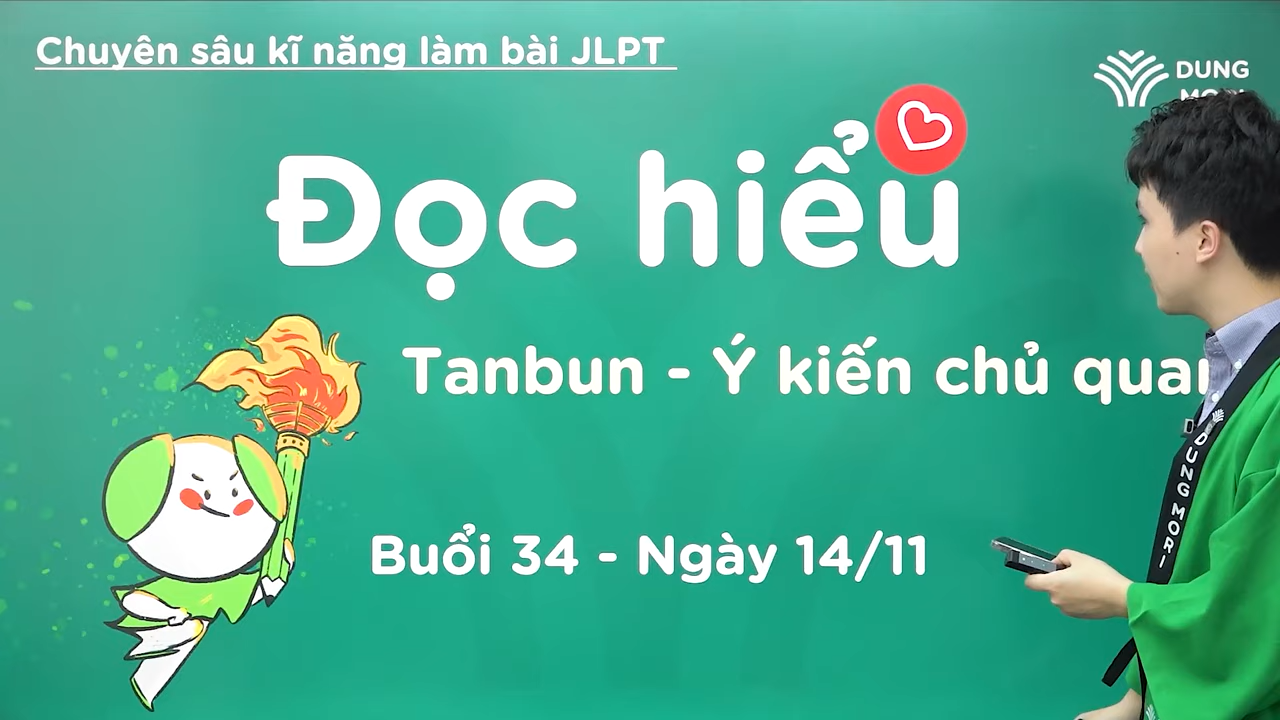 Chuyên sâu kĩ năng làm bài JLPT
DUNG
Đọc hiểu
Tanbun - Ý kiến chủ
Buổi 34 - Ngày 14/11
DUNG MORI